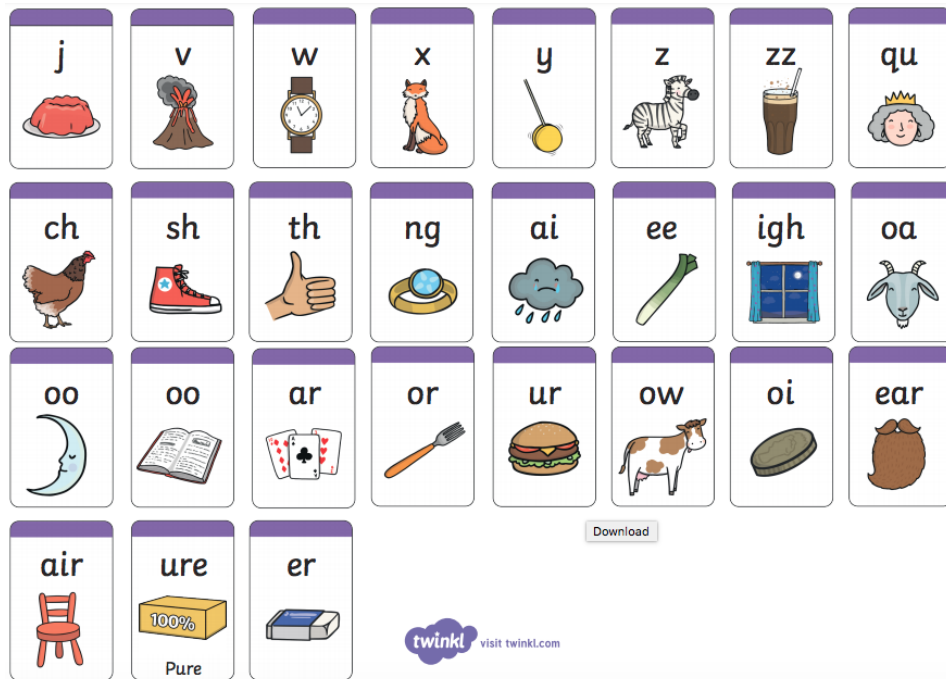 j v w x y z zz qu
ch sh th ng ai ee igh oa
oo oo ar or ur ow oi ear
Download
air ure er
100%
twinkl visit twinkl.com
Pure